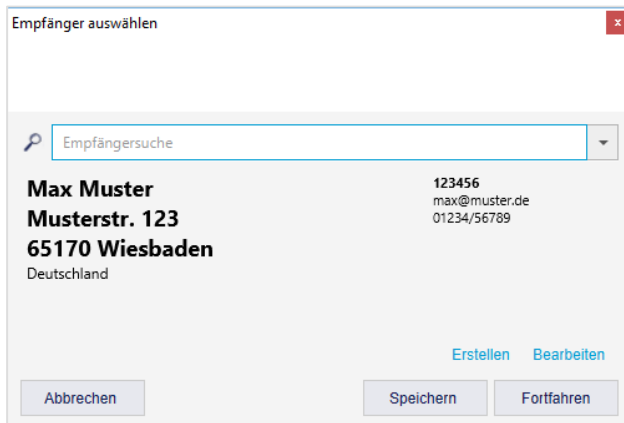 Empfänger auswählen
x
Empfängersuche
Max Muster
Musterstr. 123
65170 Wiesbaden
Deutschland
123456
max@muster.de
01234/56789
Erstellen Bearbeiten
Abbrechen Speichern Fortfahren